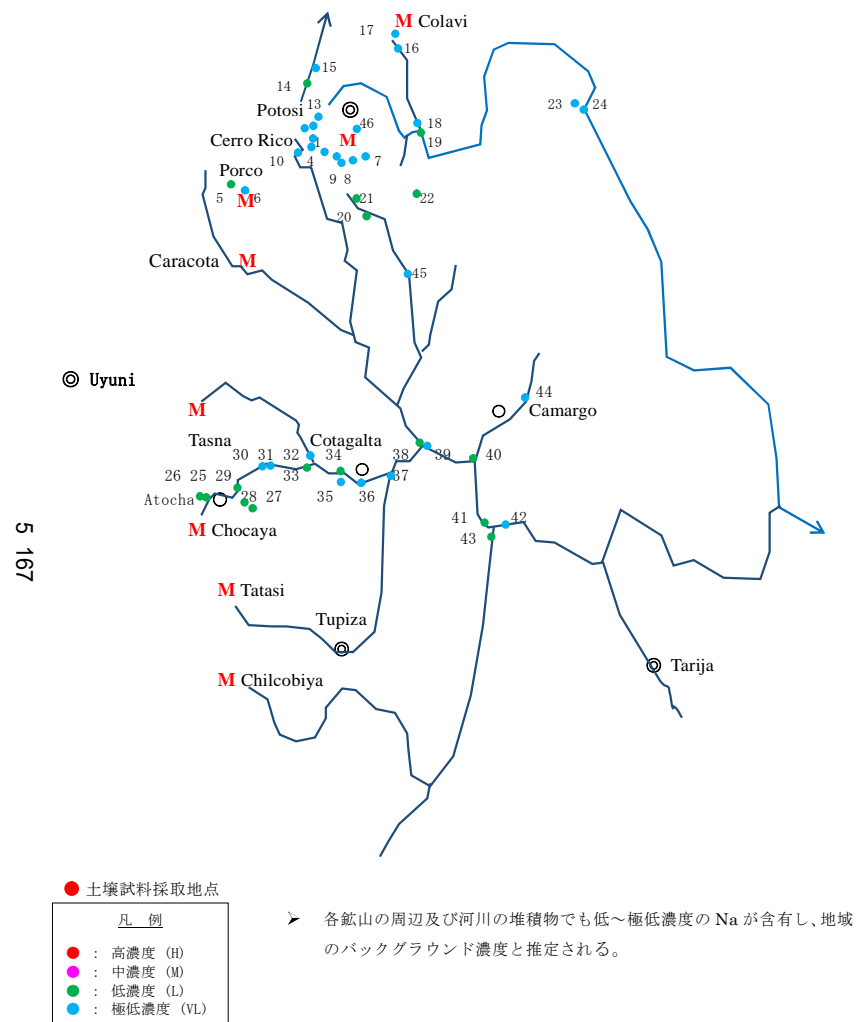 17 M Colavi
16
15
14
Potosi 13 46 18 23 24
Cerro Rico 1 M 19
10 4 7
Porco 9 8
5 6 21 22
M 20
Caracota M
45
Uyuni
M 44
Camargo
Tasna Cotagalta
30 31 32 34 38 39 40
26 25 29 33 37
Atocha 28 27 35 36
M Chocaya 41 42
43
M Tatasi
Tupiza
Tarija
M Chilcobiya
5 167
土壌試料採取地点
凡 例
： 高濃度 (H)
： 中濃度 (M)
： 低濃度 (L)
： 極低濃度 (VL)
➢ 各鉱山の周辺及び河川の堆積物でも低～極低濃度の Na が含有し、地域
のバックグラウンド濃度と推定される。